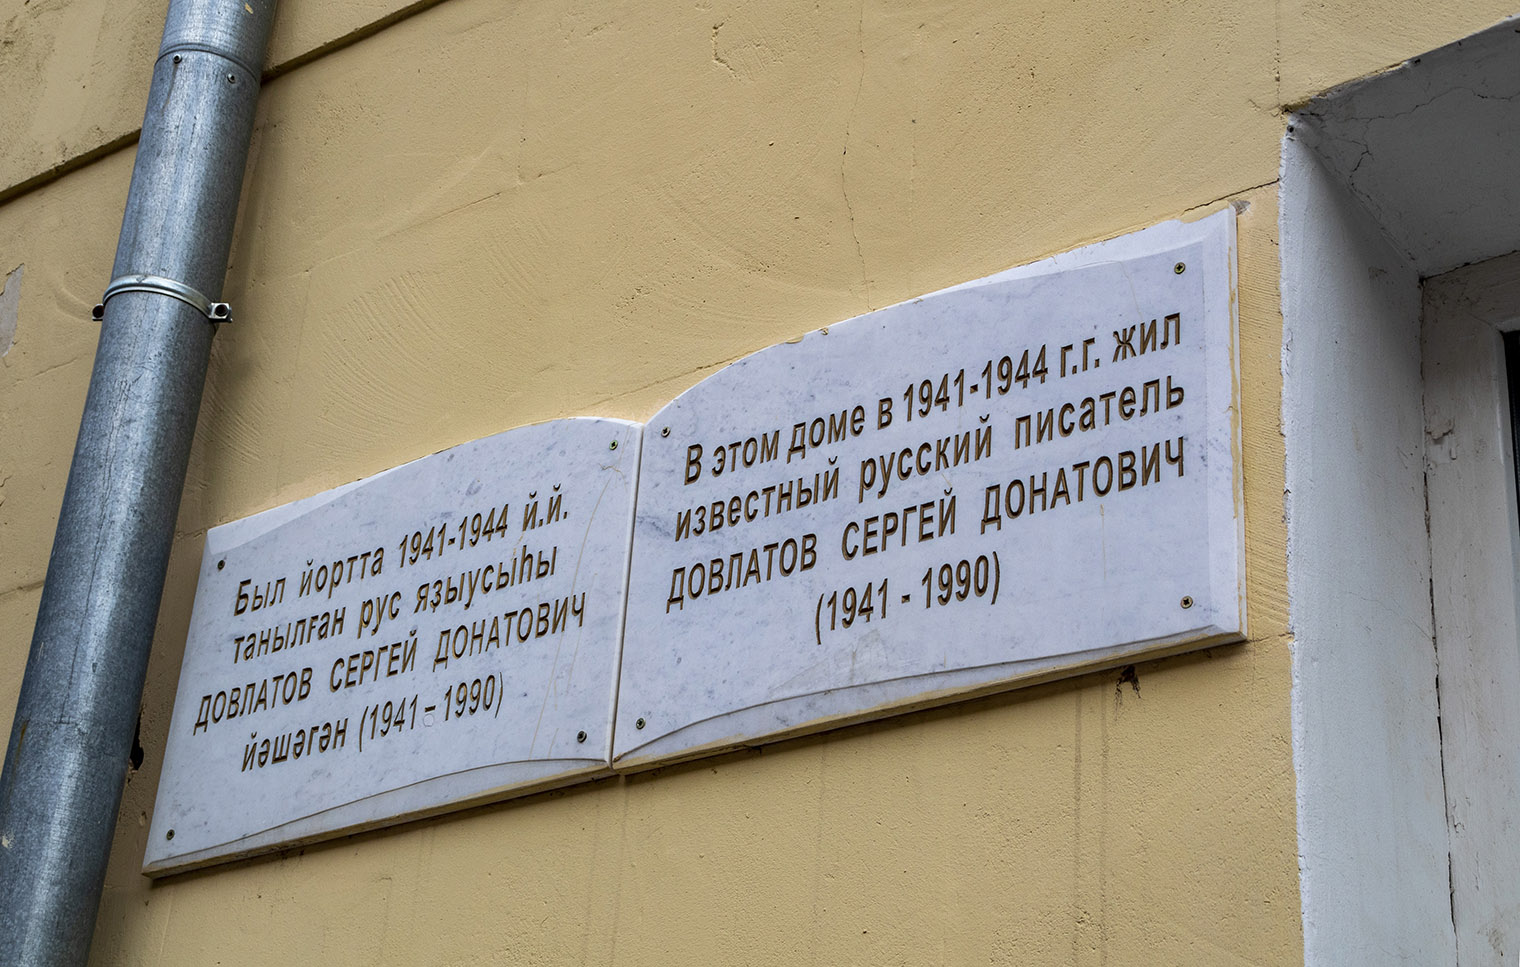 Был йортта 1941-1944 й.й.
танылған рус яҙыусыһы
ДОВЛАТОВ СЕРГЕЙ ДОНАТОВИЧ
йәшәгән (1941 – 1990)
В этом доме в 1941-1944 г.г. жил
известный русский писатель
ДОВЛАТОВ СЕРГЕЙ ДОНАТОВИЧ
(1941 - 1990)